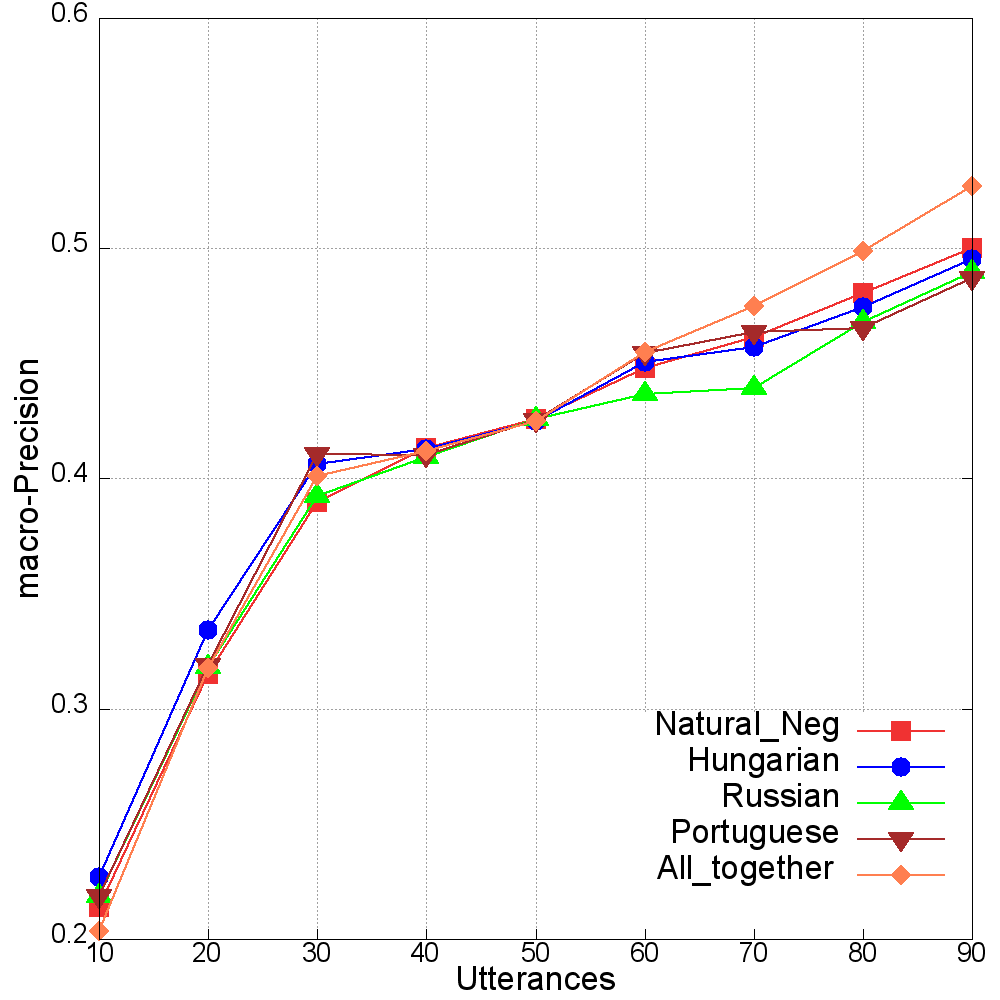 0.6
0.5
0.4
0.3
0.2
macro-Precision
Natural_Neg
Hungarian
Russian
Portuguese
All_together
10 20 30 40 50 60 70 80 90
Utterances